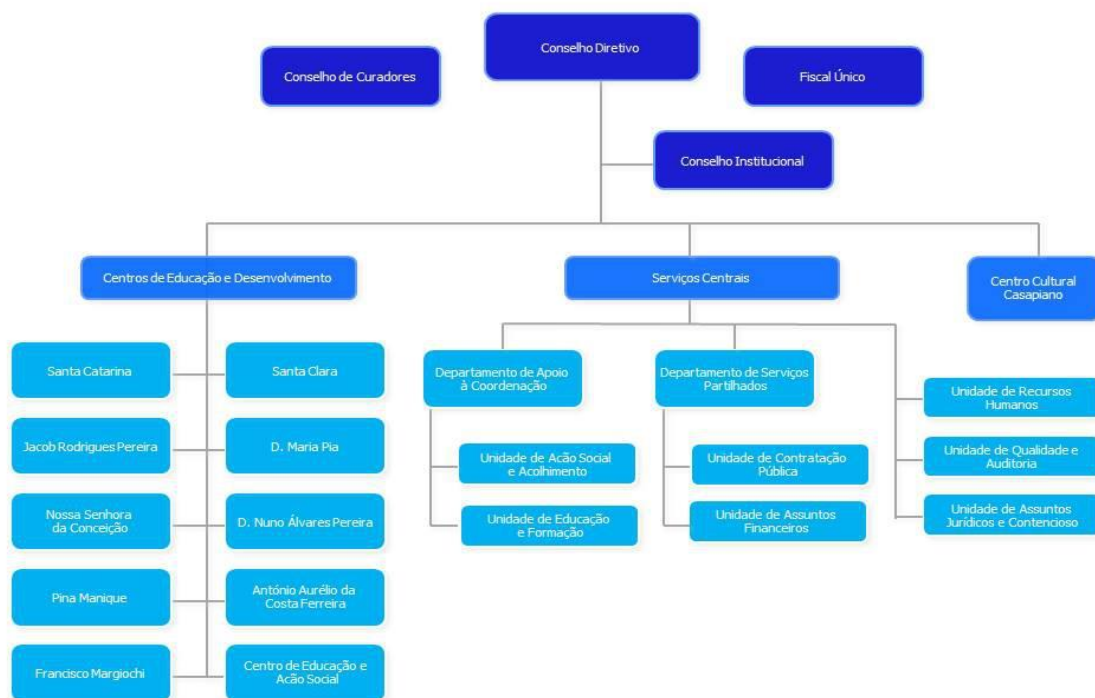 Conselho Diretivo
Conselho de Curadores
Fiscal Único
Conselho Institucional
Centros de Educação e Desenvolvimento
Serviços Centrais
Centro Cultural
Casapiano
Santa Catarina
Santa Clara
Jacob Rodrigues Pereira
D. Maria Pia
Nossa Senhora
da Conceição
D. Nuno Álvares Pereira
Pina Manique
António Aurélio da
Costa Ferreira
Francisco Margiochi
Centro de Educação e
Acão Social
Departamento de Apoio
à Coordenação
Unidade de Acão Social
e Acolhimento
Unidade de Educação
e Formação
Departamento de Serviços
Partilhados
Unidade de Contratação
Pública
Unidade de Assuntos
Financeiros
Unidade de Recursos
Humanos
Unidade de Qualidade e
Auditoria
Unidade de Assuntos
Jurídicos e Contencioso